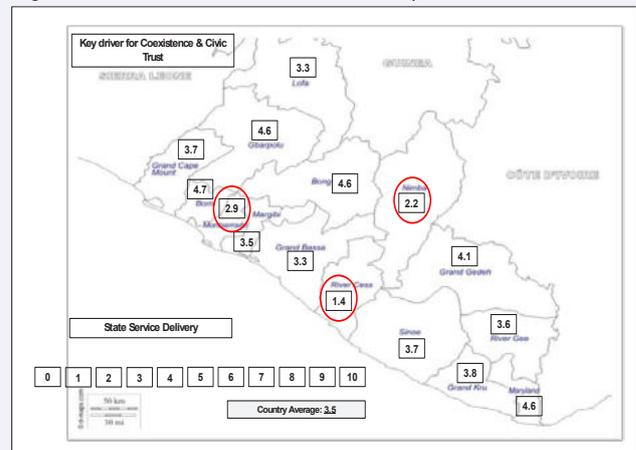 Key driver for Coexistence & Civic
Trust
SIERRA LEONE
GUINEA
3.3
Lofa
4.6
Gbarpolu
3.7
Grand Cape
Mount
CÔTE D'IVOIRE
Bong
4.6
Nimba
2.2
4.7
Bomi
2.9
Margibi
Montserrado
3.5
Grand Bassa
3.3
4.1
Grand Gedeh
River Cess
1.4
State Service Delivery
Sinoe
3.7
3.6
River Gee
0 1 2 3 4 5 6 7 8 9 10
3.8
Grand Kru
Maryland
4.6
50 km
30 mi
Country Average: 3.5
© d-maps.com